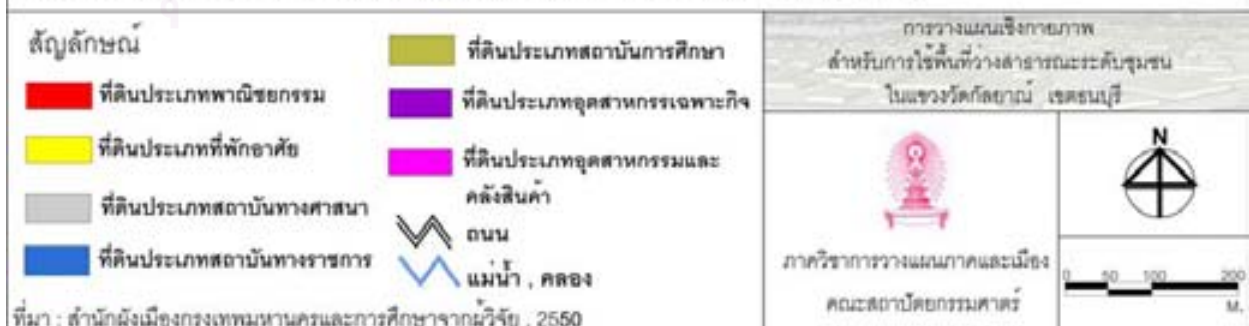 สัญลักษณ์
ที่ดินประเภทพาณิชยกรรม
ที่ดินประเภทที่พักอาศัย
ที่ดินประเภทสถาบันทางศาสนา
ที่ดินประเภทสถาบันทางราชการ
ที่ดินประเภทสถาบันการศึกษา
ที่ดินประเภทอุตสาหกรรเฉพาะกิจ
ที่ดินประเภทอุตสาหกรรมและ
คลังสินค้า
ถนน
แม่น้ำ , คลอง
ที่มา : สำนักผังเมืองกรุงเทพมหานครและการศึกษาจากผู้วิจัย , 2550
การวางแผนเชิงกายภาพ
สำหรับการใช้พื้นที่ว่างสาธารณะระดับชุมชน
ในแขวงวัดกัลยาณ์ เขตธนบุรี
ภาควิชาการวางแผนภาคและเมือง
คณะสถาปัตยกรรมศาตร์
N
0 50 100 200
M.